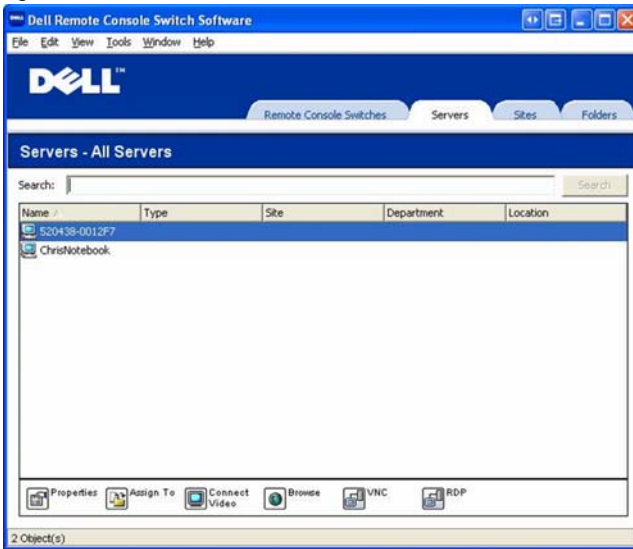 Dell Remote Console Switch Software
File Edit View Tools Window Help
DELL™
Remote Console Switches Servers Sites Folders
Servers - All Servers
Search: Search
Name Type Site Department Location
520438-0012F7
ChrisNotebook
Properties Assign To Connect Video Browse VNC RDP
2 Object(s)